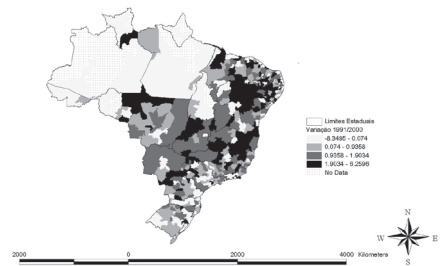 Limites Estaduais
Variação 1991/2000
-8.3495 - 0.074
0.074 - 0.9358
0.9358 - 1.9034
1.9034 - 6.2596
No Data
N
W
E
S
2000
0
2000
4000 Kilometers